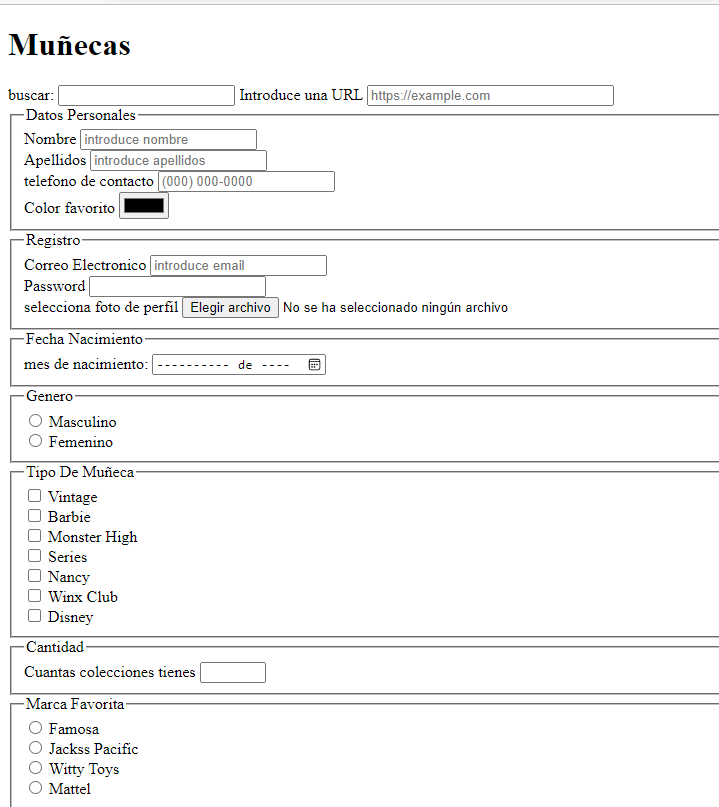 Muñecas
buscar: Introduce una URL https://example.com
Datos Personales
Nombre introduce nombre
Apellidos introduce apellidos
telefono de contacto (000) 000-0000
Color favorito
Registro
Correo Electronico introduce email
Password
selecciona foto de perfil Elegir archivo No se ha seleccionado ningún archivo
Fecha Nacimiento
mes de nacimiento: ---------- de ----
Genero
Masculino
Femenino
Tipo De Muñeca
Vintage
Barbie
Monster High
Series
Nancy
Winx Club
Disney
Cantidad
Cuantas colecciones tienes
Marca Favorita
Famosa
Jackss Pacific
Witty Toys
Mattel